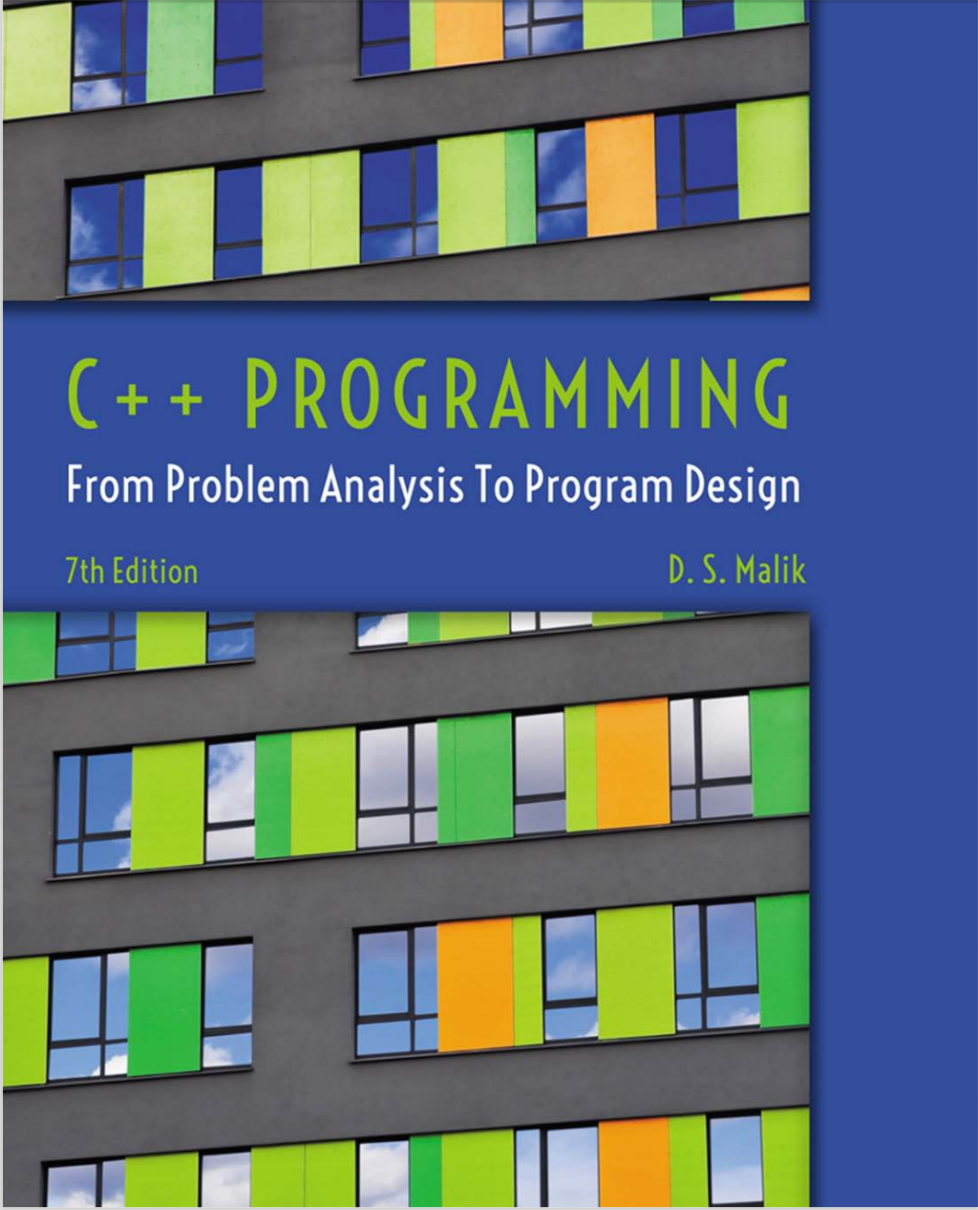 C++ PROGRAMMING
From Problem Analysis To Program Design
7th Edition
D. S. Malik